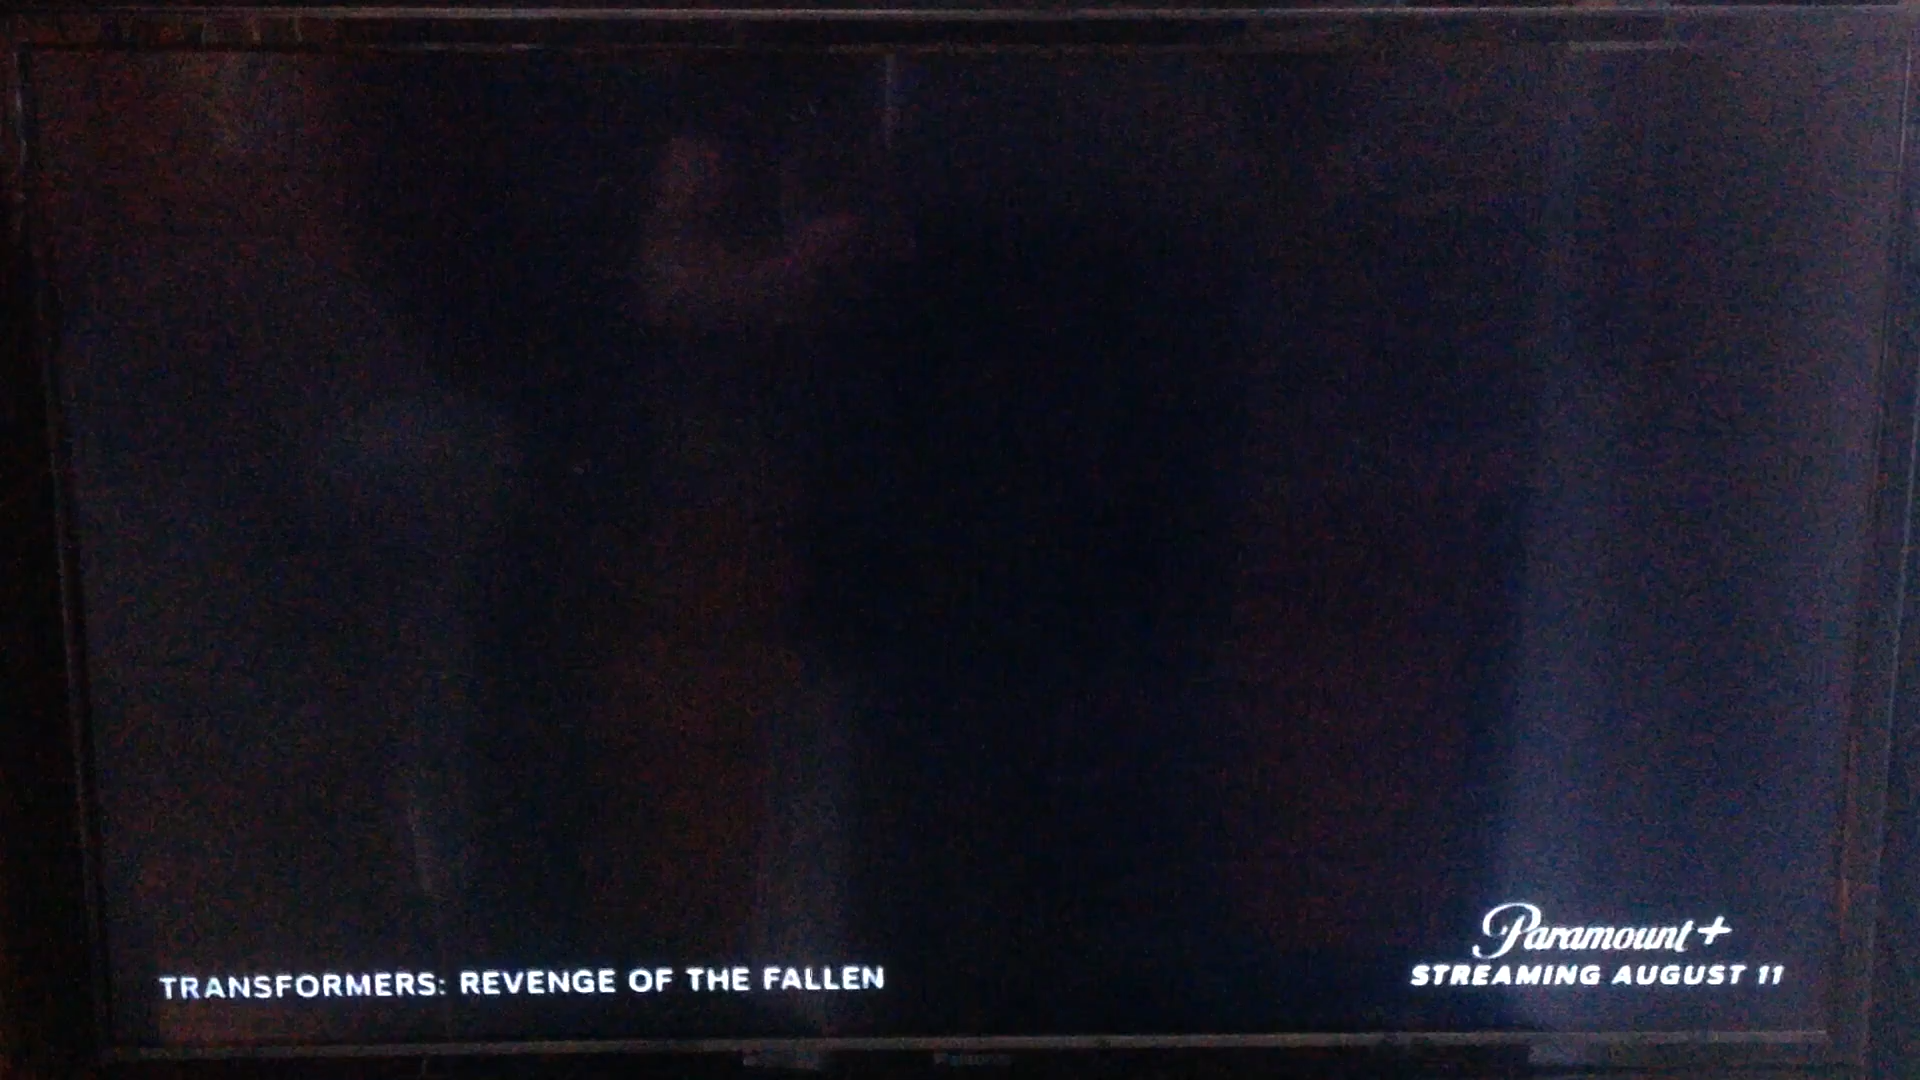 TRANSFORMERS: REVENGE OF THE FALLEN
Paramount+
STREAMING AUGUST 11